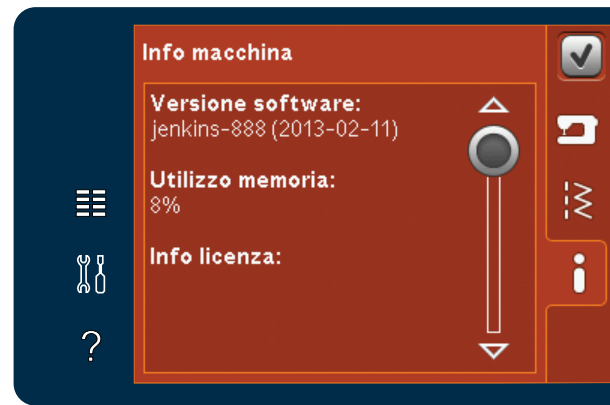 Info macchina
Versione software:
jenkins-888 (2013-02-11)
Utilizzo memoria:
8%
Info licenza:
?